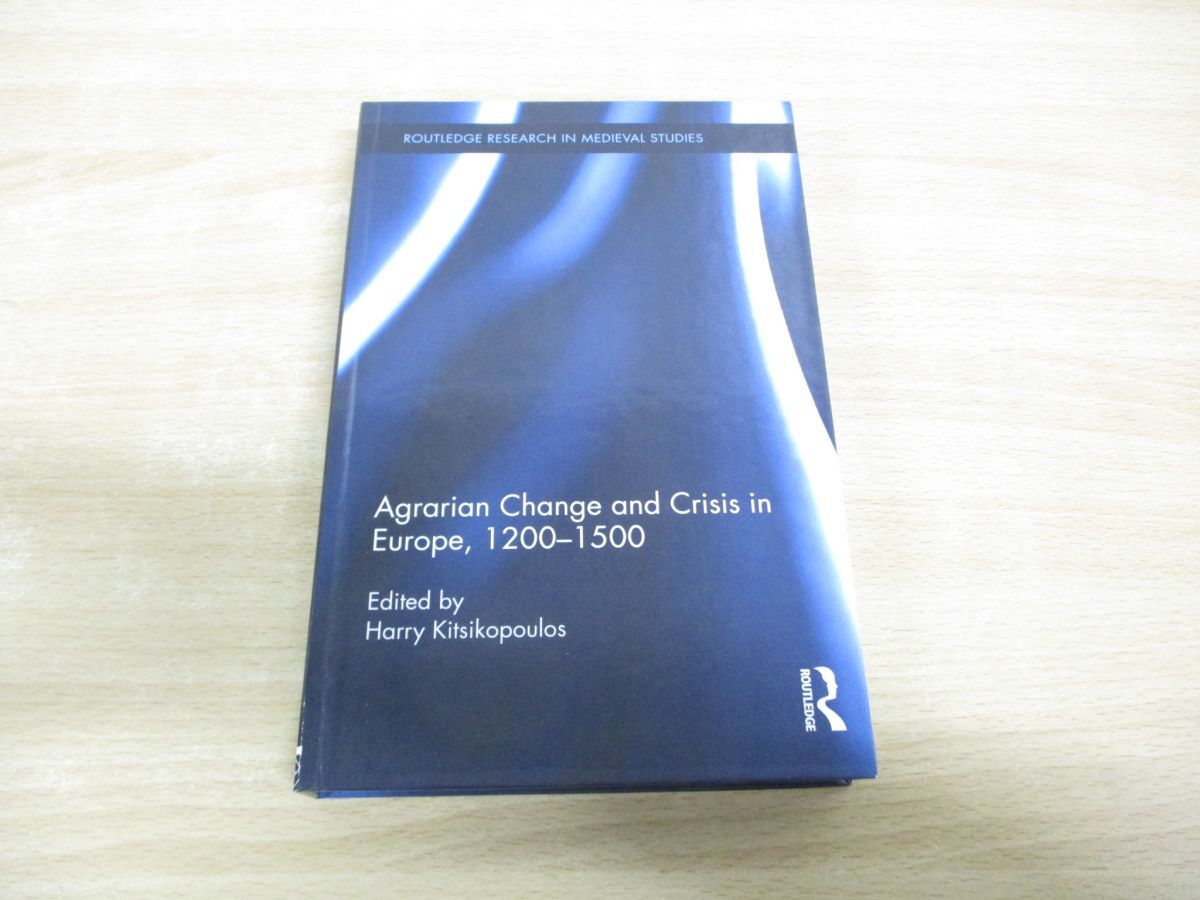 ROUTLEDGE RESEARCH IN MEDIEVAL STUDIES
Agrarian Change and Crisis in
Europe, 1200–1500
Edited by
Harry Kitsikopoulos
ROUTLEDGE